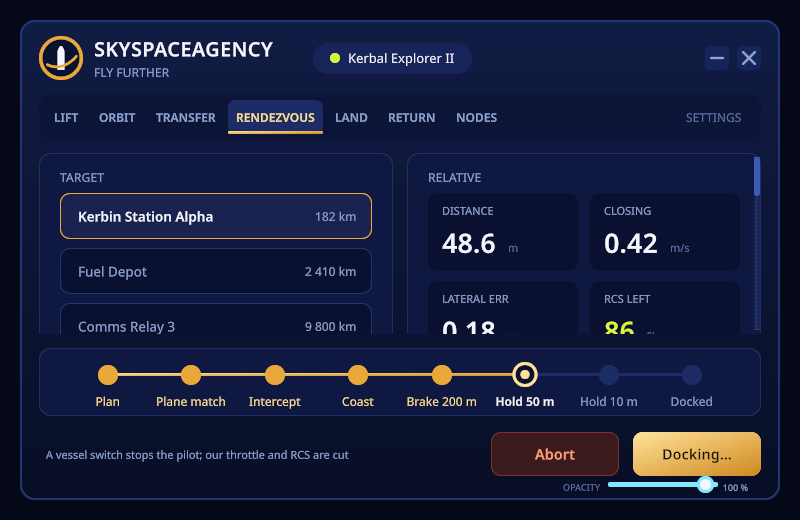 SKYSPACEAGENCY
FLY FURTHER
Kerbal Explorer II
LIFT ORBIT TRANSFER RENDEZVOUS LAND RETURN NODES SETTINGS
TARGET
Kerbin Station Alpha 182 km
Fuel Depot 2 410 km
Comms Relay 3 9 800 km
RELATIVE
DISTANCE
48.6 m
CLOSING
0.42 m/s
LATERAL ERR
0.18
RCS LEFT
86 %
Plan Plane match Intercept Coast Brake 200 m Hold 50 m Hold 10 m Docked
A vessel switch stops the pilot; our throttle and RCS are cut
Abort
Docking...
OPACITY 100 %